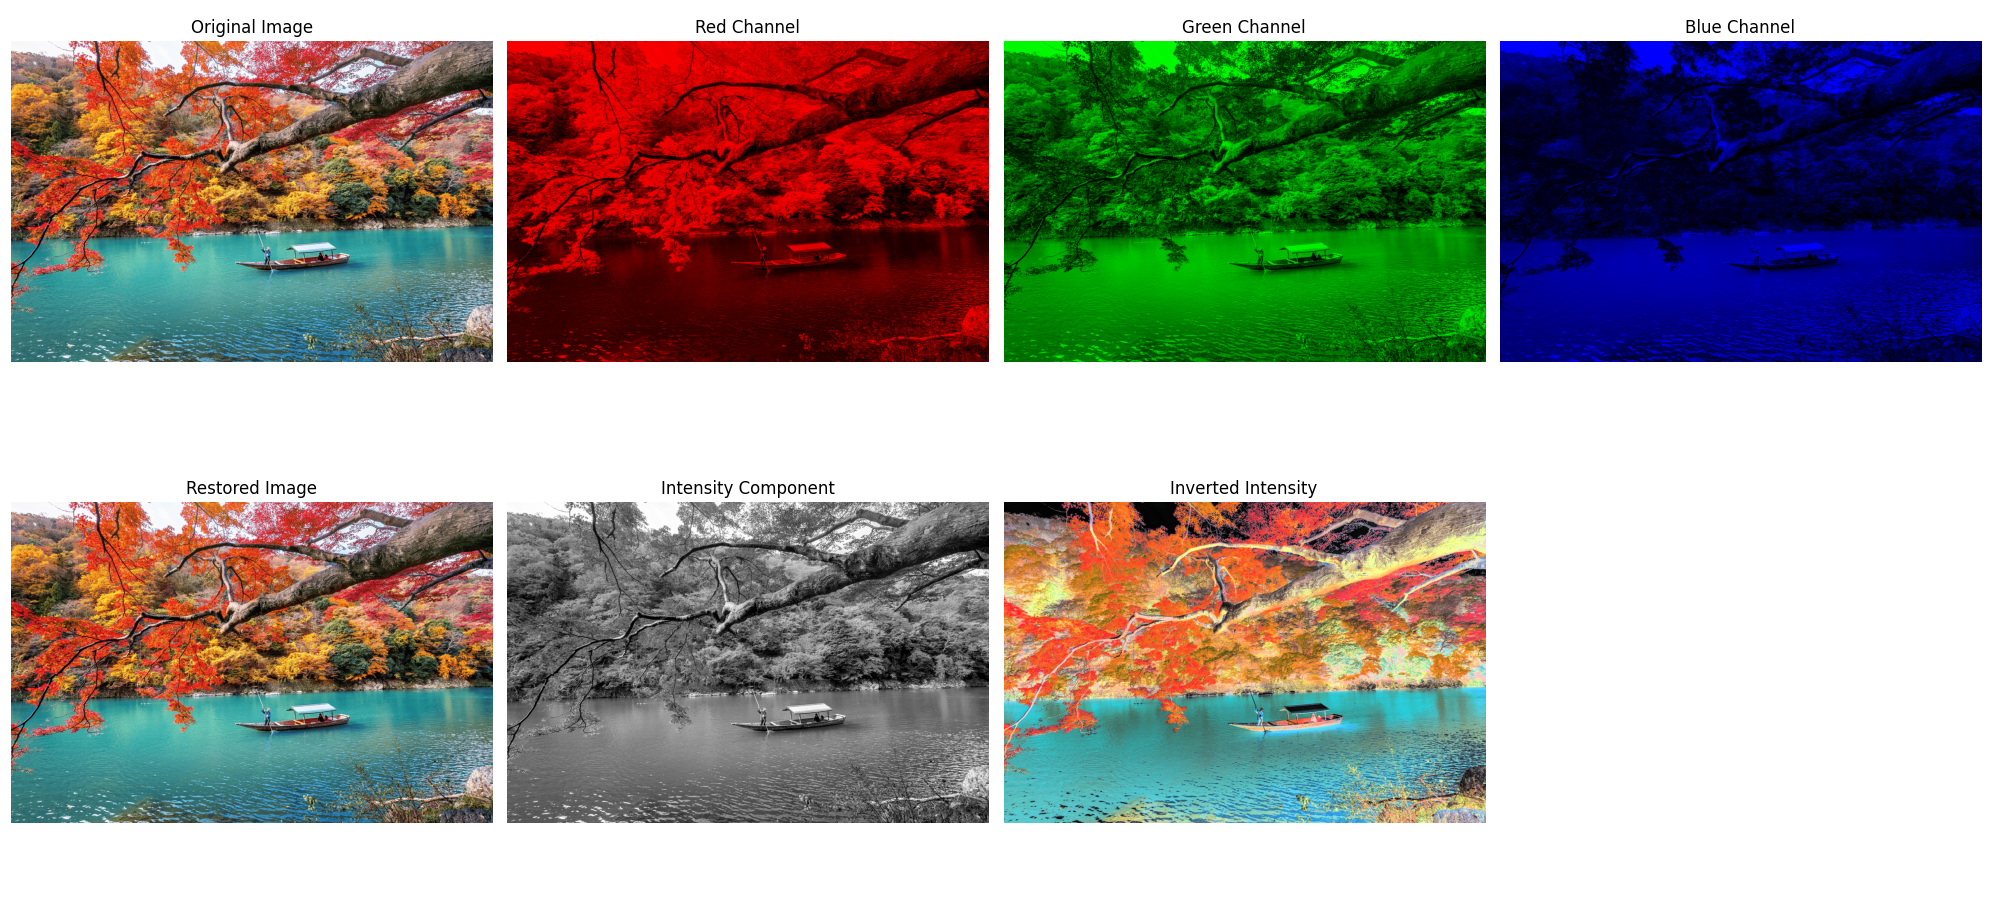 Original Image
Red Channel
Green Channel
Blue Channel
Restored Image
Intensity Component
Inverted Intensity